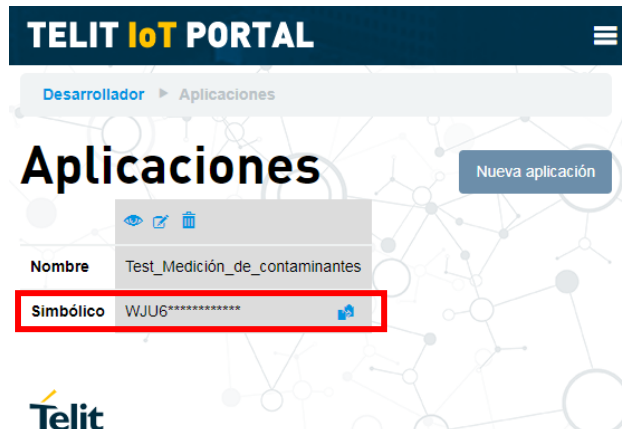 TELIT IoT PORTAL
Desarrollador ▶ Aplicaciones
Aplicaciones
Nueva aplicación
Nombre Test_Medición_de_contaminantes
Simbólico WJU6************
Telit